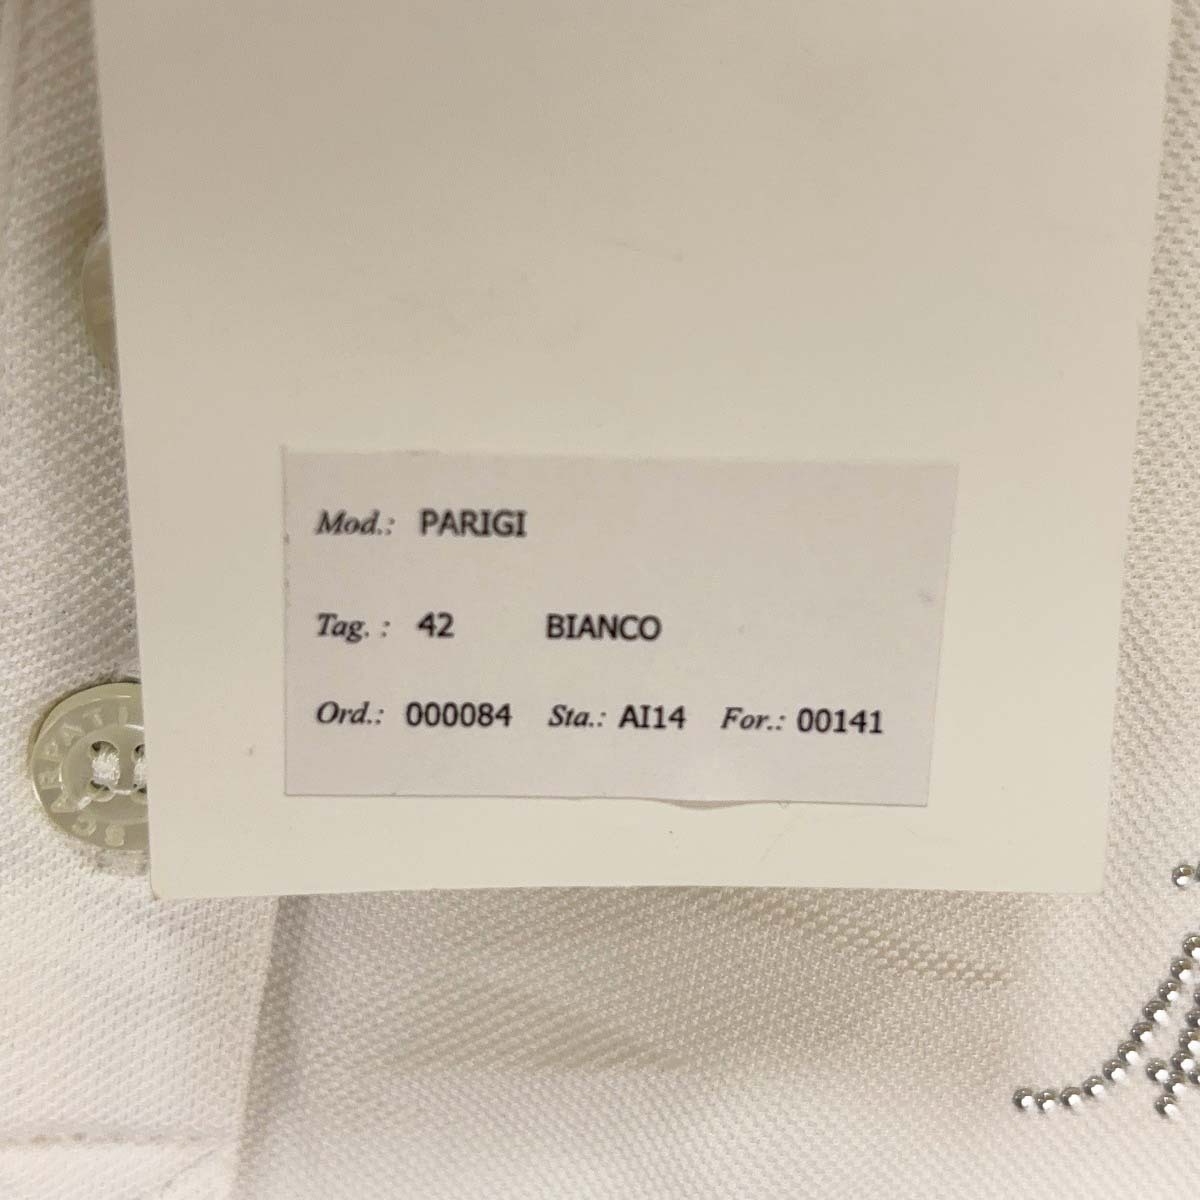 Mod.: PARIGI
Tag. : 42 BIANCO
Ord.: 000084 Sta.: AI14 For.: 00141